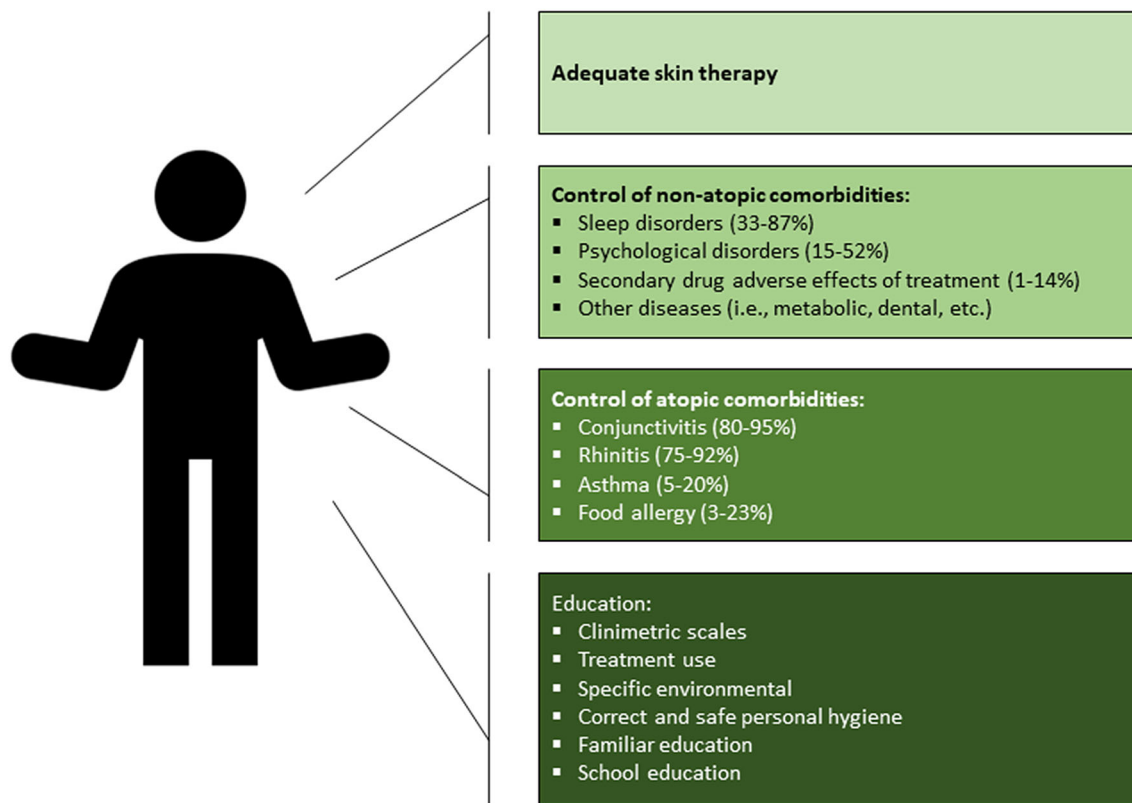 Adequate skin therapy
Control of non-atopic comorbidities:
▪ Sleep disorders (33-87%)
▪ Psychological disorders (15-52%)
▪ Secondary drug adverse effects of treatment (1-14%)
▪ Other diseases (i.e., metabolic, dental, etc.)
Control of atopic comorbidities:
▪ Conjunctivitis (80-95%)
▪ Rhinitis (75-92%)
▪ Asthma (5-20%)
▪ Food allergy (3-23%)
Education:
▪ Clinimetric scales
▪ Treatment use
▪ Specific environmental
▪ Correct and safe personal hygiene
▪ Familiar education
▪ School education